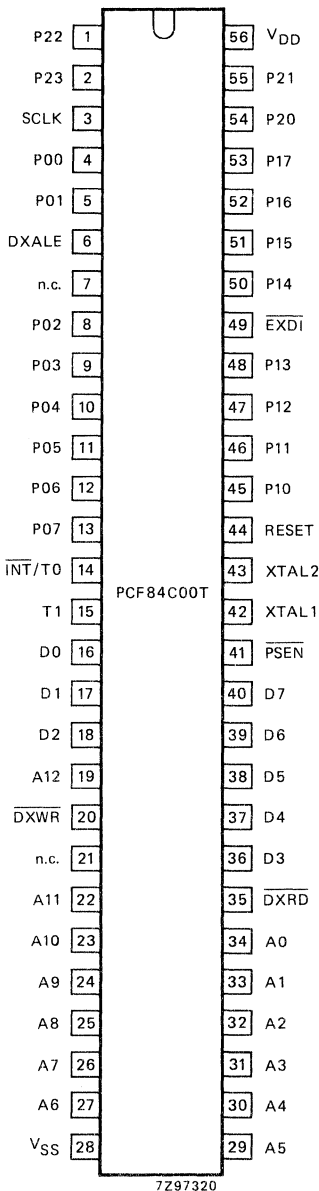 P22 1 56 VDD
P23 2 55 P21
SCLK 3 54 P20
P00 4 53 P17
P01 5 52 P16
DXALE 6 51 P15
n.c. 7 50 P14
P02 8 49 E̅X̅D̅I̅
P03 9 48 P13
P04 10 47 P12
P05 11 46 P11
P06 12 45 P10
P07 13 44 RESET
I̅N̅T̅/T0 14 43 XTAL2
PCF84C00T
T1 15 42 XTAL1
D0 16 41 P̅S̅E̅N̅
D1 17 40 D7
D2 18 39 D6
A12 19 38 D5
D̅X̅W̅R̅ 20 37 D4
n.c. 21 36 D3
A11 22 35 D̅X̅R̅D̅
A10 23 34 A0
A9 24 33 A1
A8 25 32 A2
A7 26 31 A3
A6 27 30 A4
VSS 28 29 A5
7Z97320